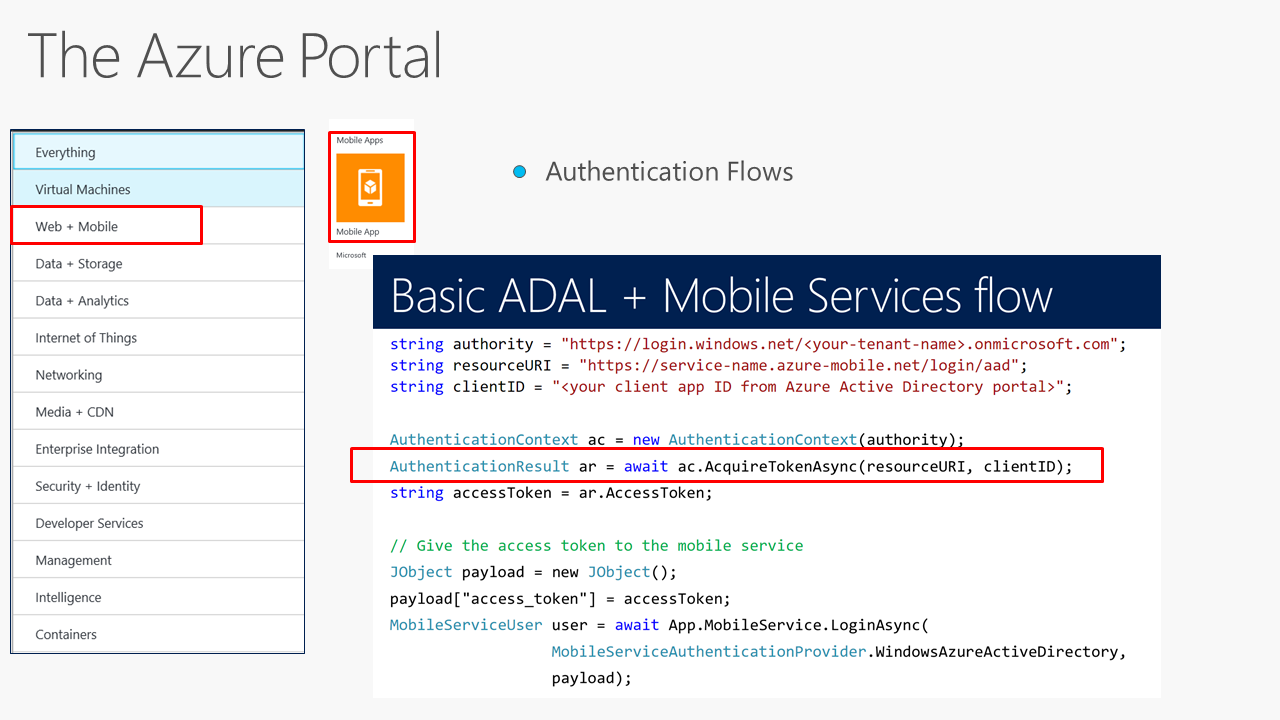 The Azure Portal
Everything
Virtual Machines
Web + Mobile
Data + Storage
Data + Analytics
Internet of Things
Networking
Media + CDN
Enterprise Integration
Security + Identity
Developer Services
Management
Intelligence
Containers
Mobile Apps
Mobile App
Microsoft
Authentication Flows
Basic ADAL + Mobile Services flow
string authority = "https://login.windows.net/<your-tenant-name>.onmicrosoft.com";
string resourceURI = "https://service-name.azure-mobile.net/login/aad";
string clientID = "<your client app ID from Azure Active Directory portal>";
AuthenticationContext ac = new AuthenticationContext(authority);
AuthenticationResult ar = await ac.AcquireTokenAsync(resourceURI, clientID);
string accessToken = ar.AccessToken;
// Give the access token to the mobile service
JObject payload = new JObject();
payload["access_token"] = accessToken;
MobileServiceUser user = await App.MobileService.LoginAsync(
MobileServiceAuthenticationProvider.WindowsAzureActiveDirectory,
payload);